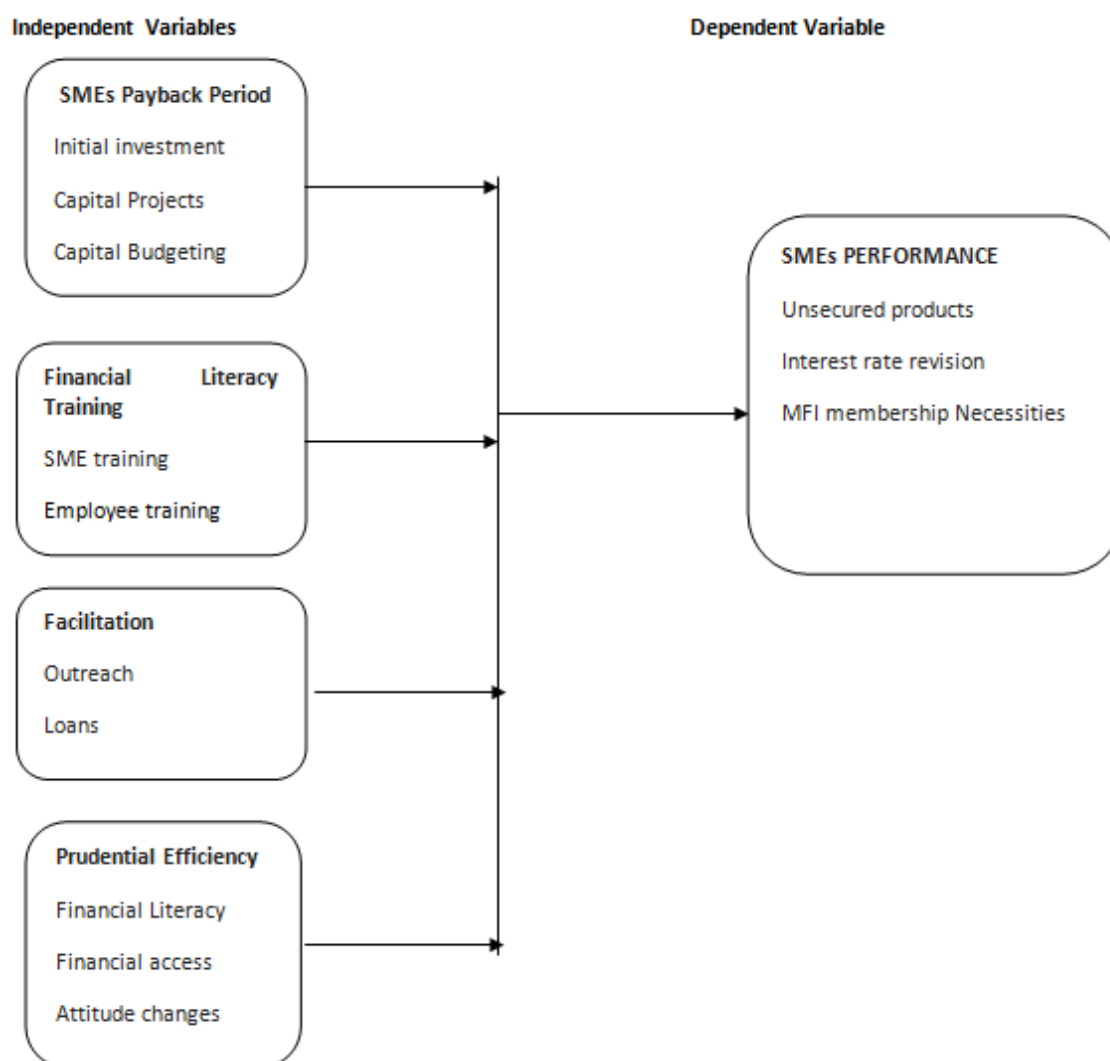 Independent Variables
Dependent Variable
SMEs Payback Period
Initial investment
Capital Projects
Capital Budgeting
Financial Literacy
Training
SME training
Employee training
Facilitation
Outreach
Loans
Prudential Efficiency
Financial Literacy
Financial access
Attitude changes
SMEs PERFORMANCE
Unsecured products
Interest rate revision
MFI membership Necessities